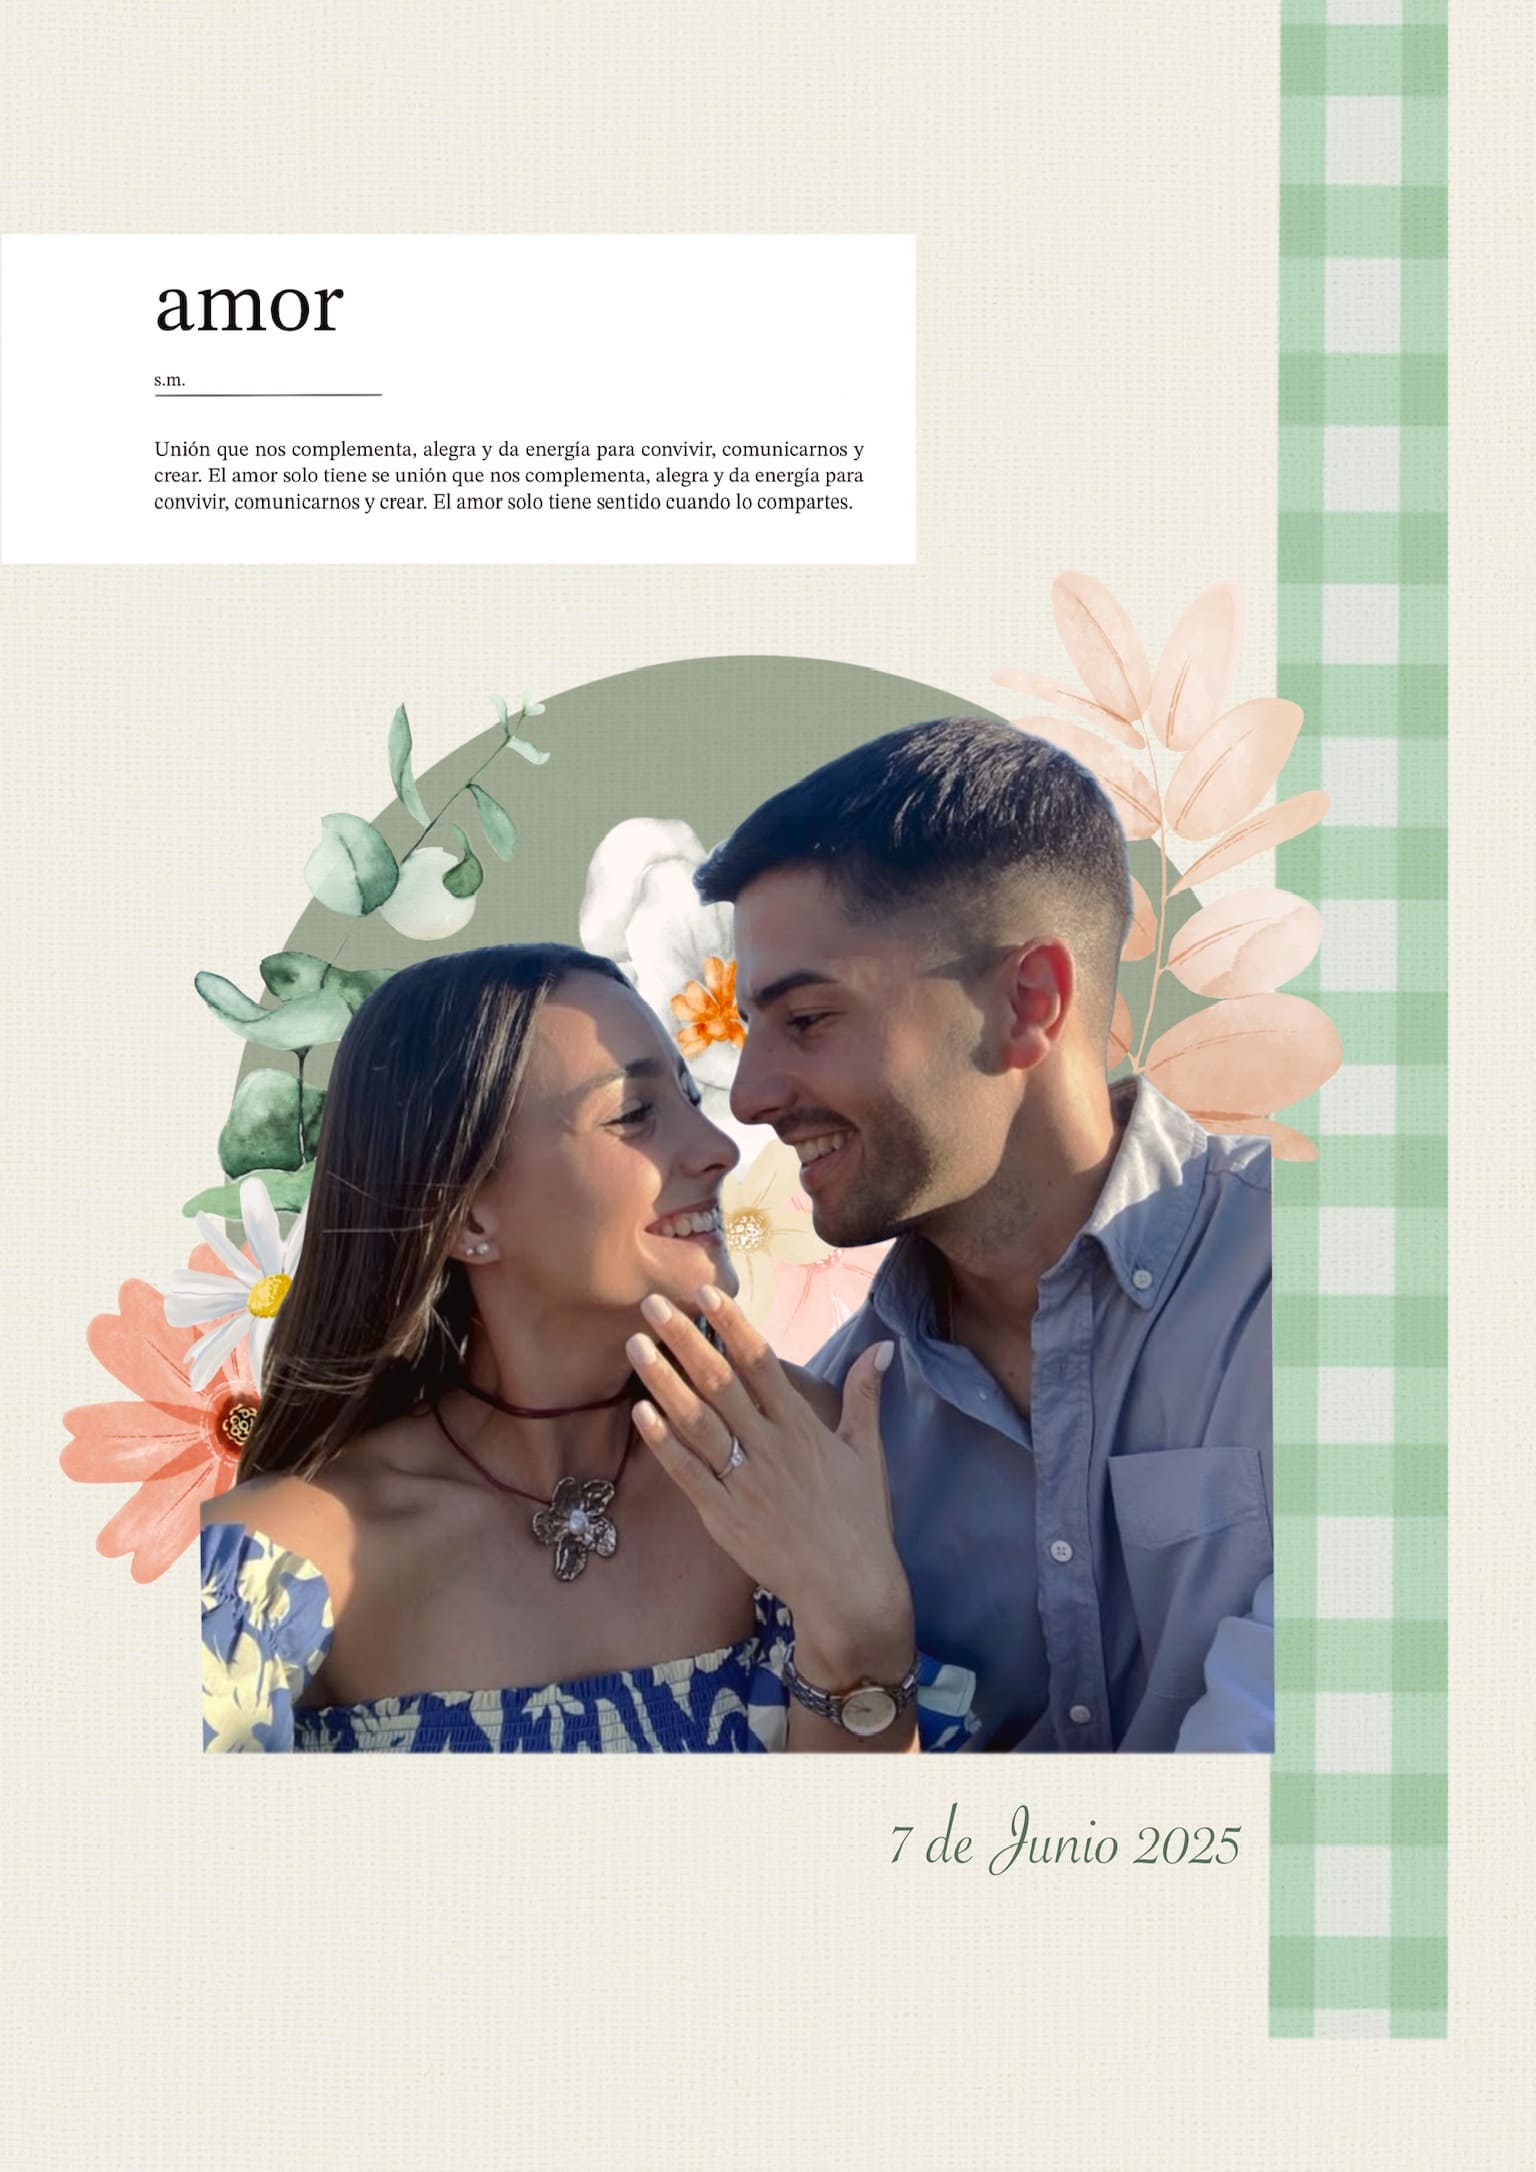 amor
s.m.
Unión que nos complementa, alegra y da energía para convivir, comunicarnos y
crear. El amor solo tiene se unión que nos complementa, alegra y da energía para
convivir, comunicarnos y crear. El amor solo tiene sentido cuando lo compartes.
7 de Junio 2025